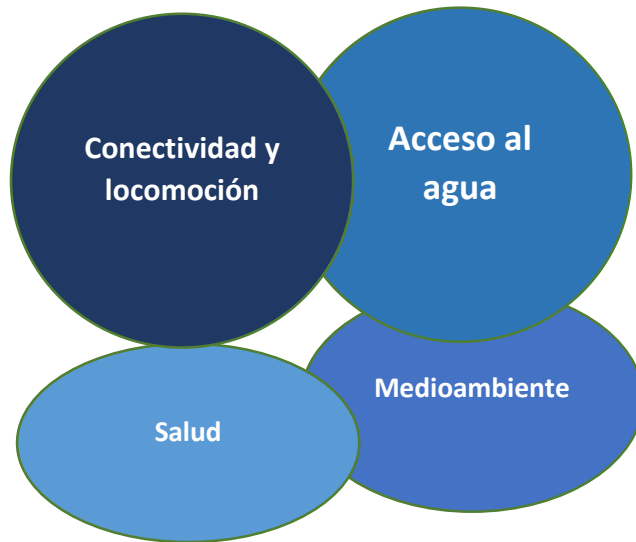 Conectividad y
locomoción
Acceso al
agua
Salud
Medioambiente